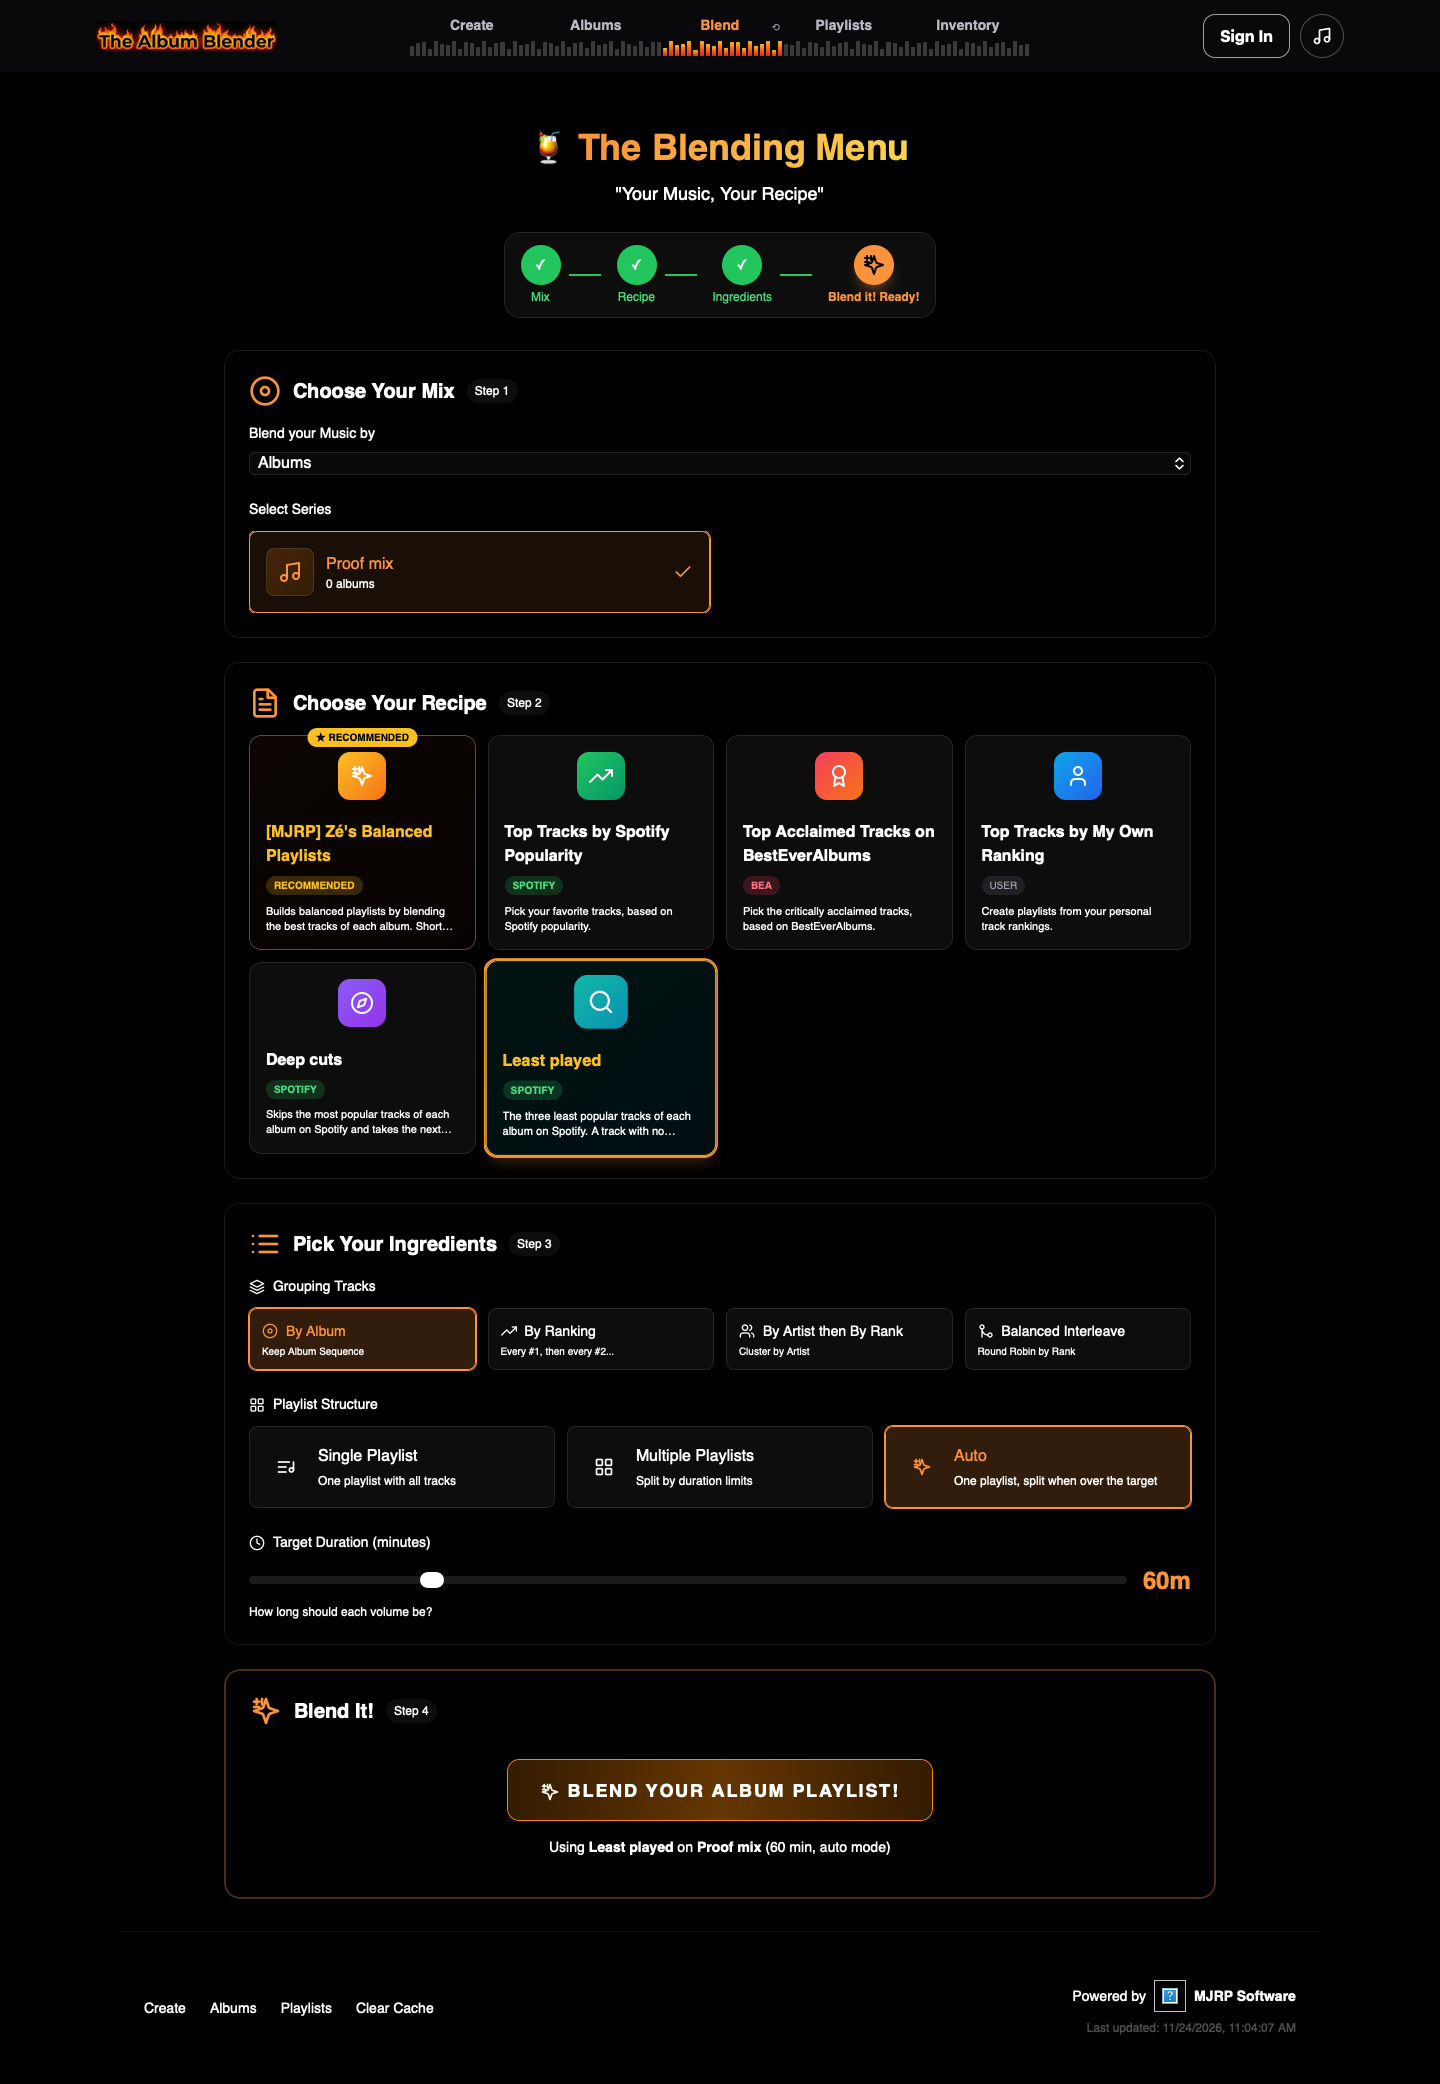 The Album Blender
Create
Albums
Blend
Playlists
Inventory
Sign In
The Blending Menu
"Your Music, Your Recipe"
✓
✓
✓
Mix
Recipe
Ingredients
Blend it! Ready!
Choose Your Mix
Step 1
Blend your Music by
Albums
Select Series
Proof mix
0 albums
Choose Your Recipe
Step 2
★ RECOMMENDED
[MJRP] Zé's Balanced
Playlists
RECOMMENDED
Builds balanced playlists by blending
the best tracks of each album. Short...
Top Tracks by Spotify
Popularity
SPOTIFY
Pick your favorite tracks, based on
Spotify popularity.
Top Acclaimed Tracks on
BestEverAlbums
BEA
Pick the critically acclaimed tracks,
based on BestEverAlbums.
Top Tracks by My Own
Ranking
USER
Create playlists from your personal
track rankings.
Deep cuts
SPOTIFY
Skips the most popular tracks of each
album on Spotify and takes the next...
Least played
SPOTIFY
The three least popular tracks of each
album on Spotify. A track with no...
Pick Your Ingredients
Step 3
Grouping Tracks
By Album
Keep Album Sequence
By Ranking
Every #1, then every #2...
By Artist then By Rank
Cluster by Artist
Balanced Interleave
Round Robin by Rank
Playlist Structure
Single Playlist
One playlist with all tracks
Multiple Playlists
Split by duration limits
Auto
One playlist, split when over the target
Target Duration (minutes)
60m
How long should each volume be?
Blend It!
Step 4
BLEND YOUR ALBUM PLAYLIST!
Using Least played on Proof mix (60 min, auto mode)
Create
Albums
Playlists
Clear Cache
Powered by
?
MJRP Software
Last updated: 11/24/2026, 11:04:07 AM